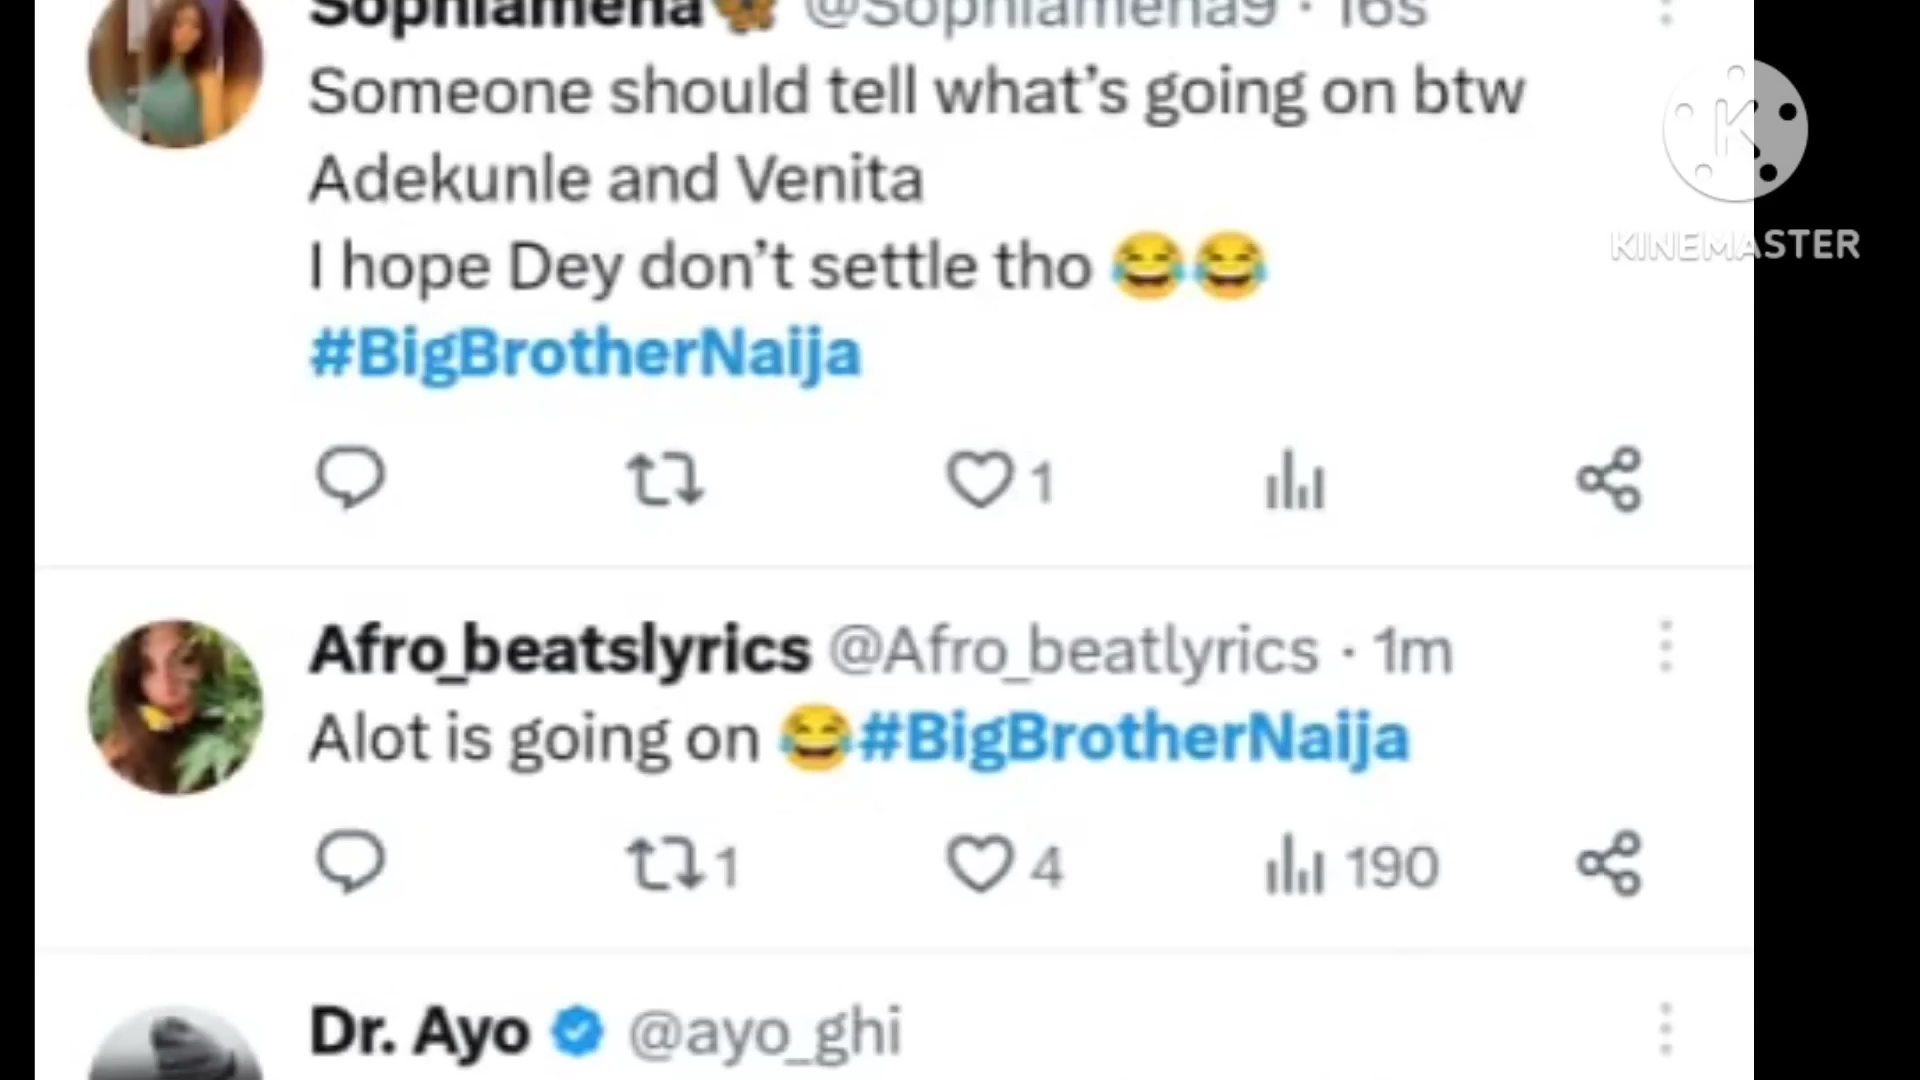 Sophiamena @Sophiamena9 · 16s
Someone should tell what's going on btw
Adekunle and Venita
I hope Dey don't settle tho 😂😂
#BigBrotherNaija
1
Afro_beatslyrics @Afro_beatlyrics · 1m
Alot is going on 😂#BigBrotherNaija
1 4 190
Dr. Ayo @ayo_ghi
K
KINEMASTER